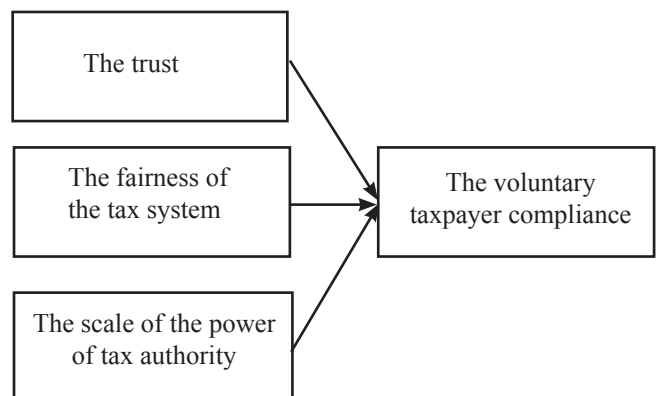 The trust
The fairness of
the tax system
The voluntary
taxpayer compliance
The scale of the power
of tax authority